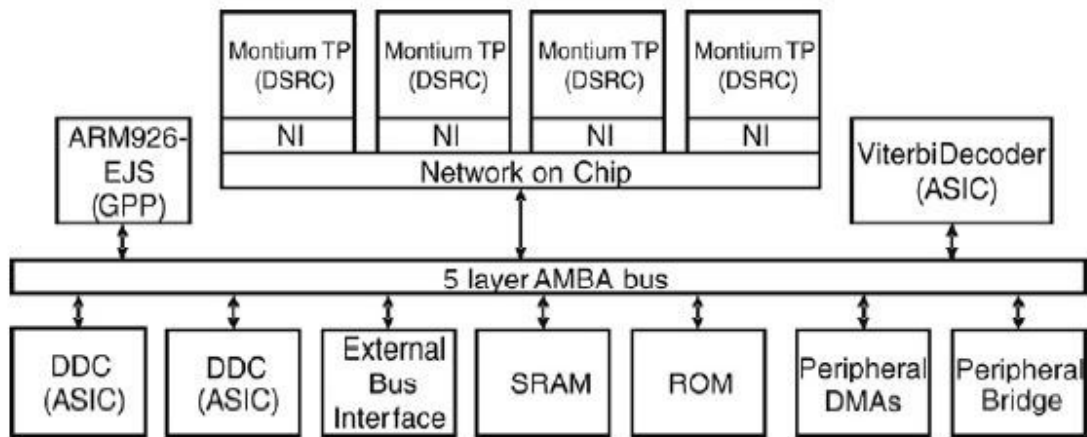 Montium TP
(DSRC)
NI
Montium TP
(DSRC)
NI
Montium TP
(DSRC)
NI
Montium TP
(DSRC)
NI
Network on Chip
ARM926-
EJS
(GPP)
ViterbiDecoder
(ASIC)
5 layer AMBA bus
DDC
(ASIC)
DDC
(ASIC)
External
Bus
Interface
SRAM
ROM
Peripheral
DMAs
Peripheral
Bridge